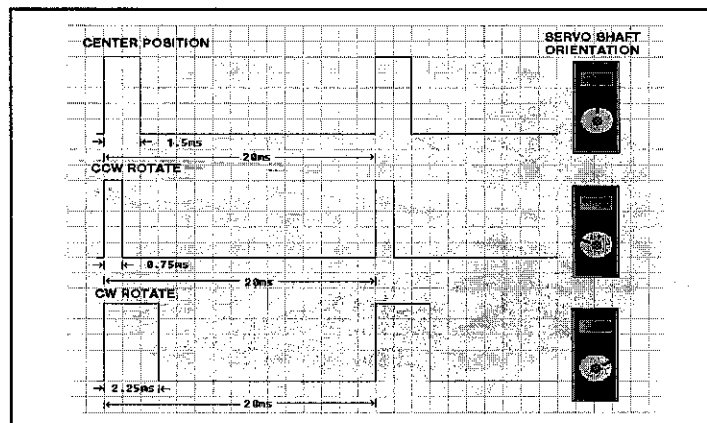 CENTER POSITION
SERVO SHAFT
ORIENTATION
1.5ms
20ms
CCW ROTATE
0.75ms
20ms
CW ROTATE
2.25ms
20ms